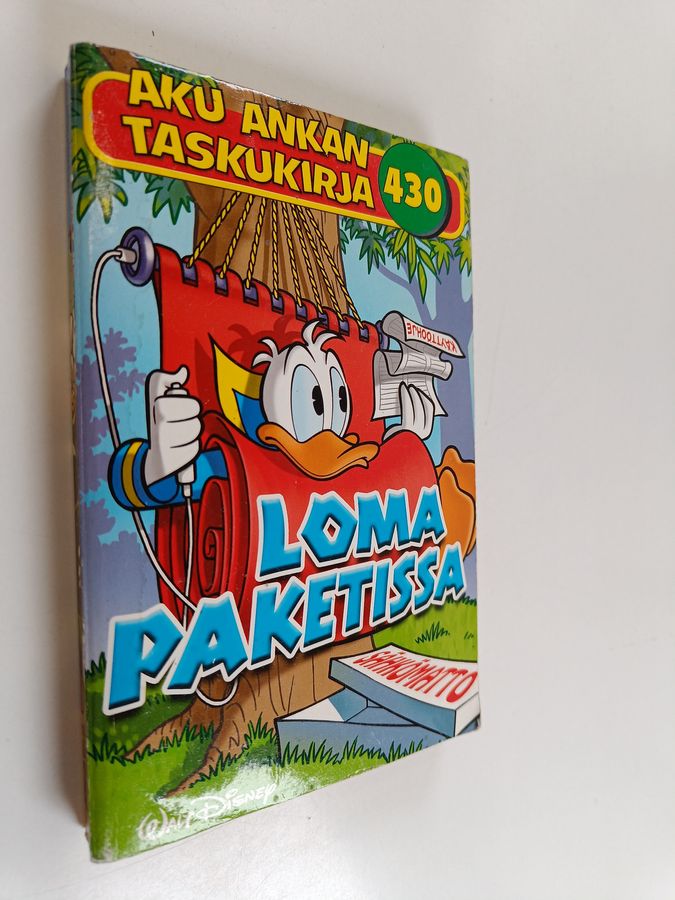 AKU ANKAN
TASKUKIRJA
430
KÄYTTÖOHJE
LOMA
PAKETISSA
SÄHKÖMATTO
WALT DISNEY